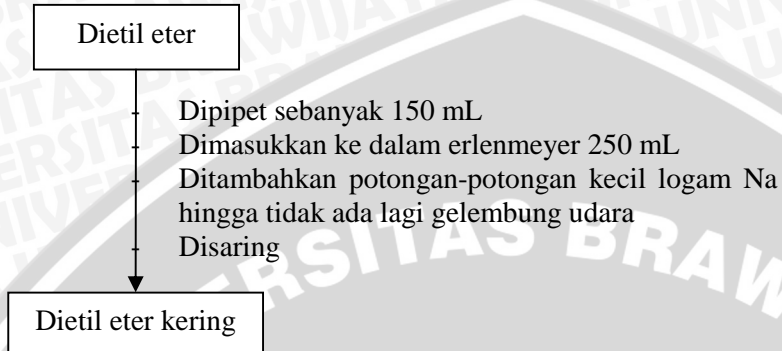 Dietil eter
- Dipipet sebanyak 150 mL
- Dimasukkan ke dalam erlenmeyer 250 mL
- Ditambahkan potongan-potongan kecil logam Na
hingga tidak ada lagi gelembung udara
- Disaring
Dietil eter kering